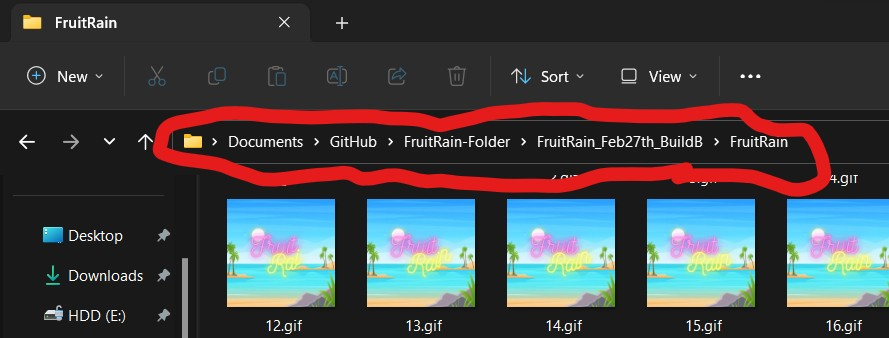 FruitRain
New Sort View
Documents > GitHub > FruitRain-Folder > FruitRain_Feb27th_BuildB > FruitRain
.gif 4.gif
Desktop
Downloads
HDD (E:)
Fruit Rain Fruit Rain Fruit Rain Fruit Rain Fruit Rain
12.gif 13.gif 14.gif 15.gif 16.gif